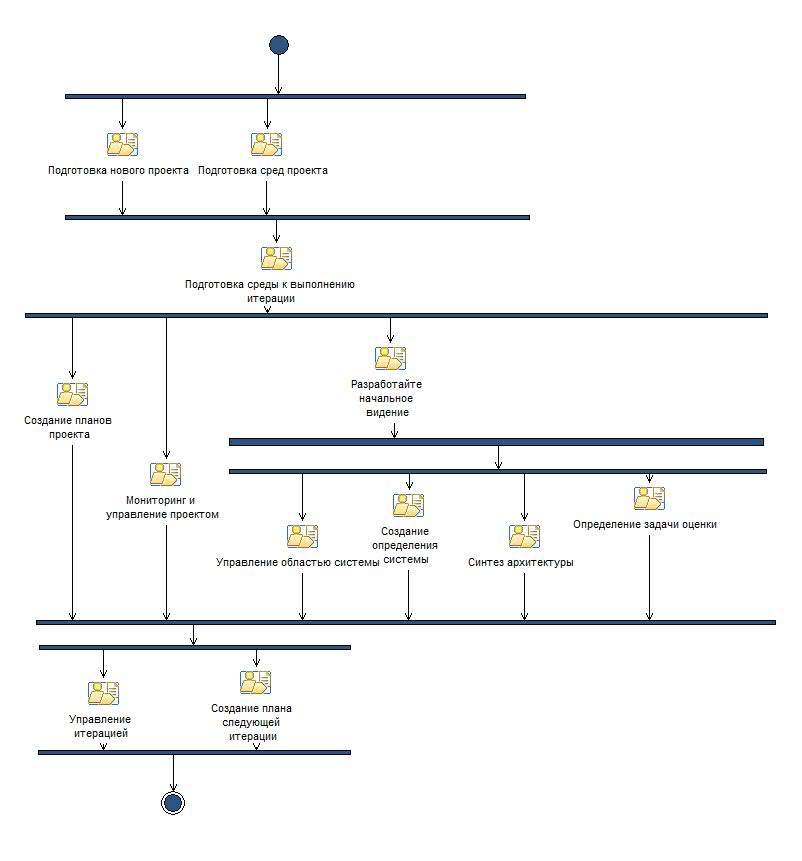 Подготовка нового проекта
Подготовка сред проекта
Подготовка среды к выполнению
итерации
Разработайте
начальное
видение
Создание планов
проекта
Мониторинг и
управление проектом
Управление областью системы
Создание
определения
системы
Синтез архитектуры
Определение задачи оценки
Управление
итерацией
Создание плана
следующей
итерации